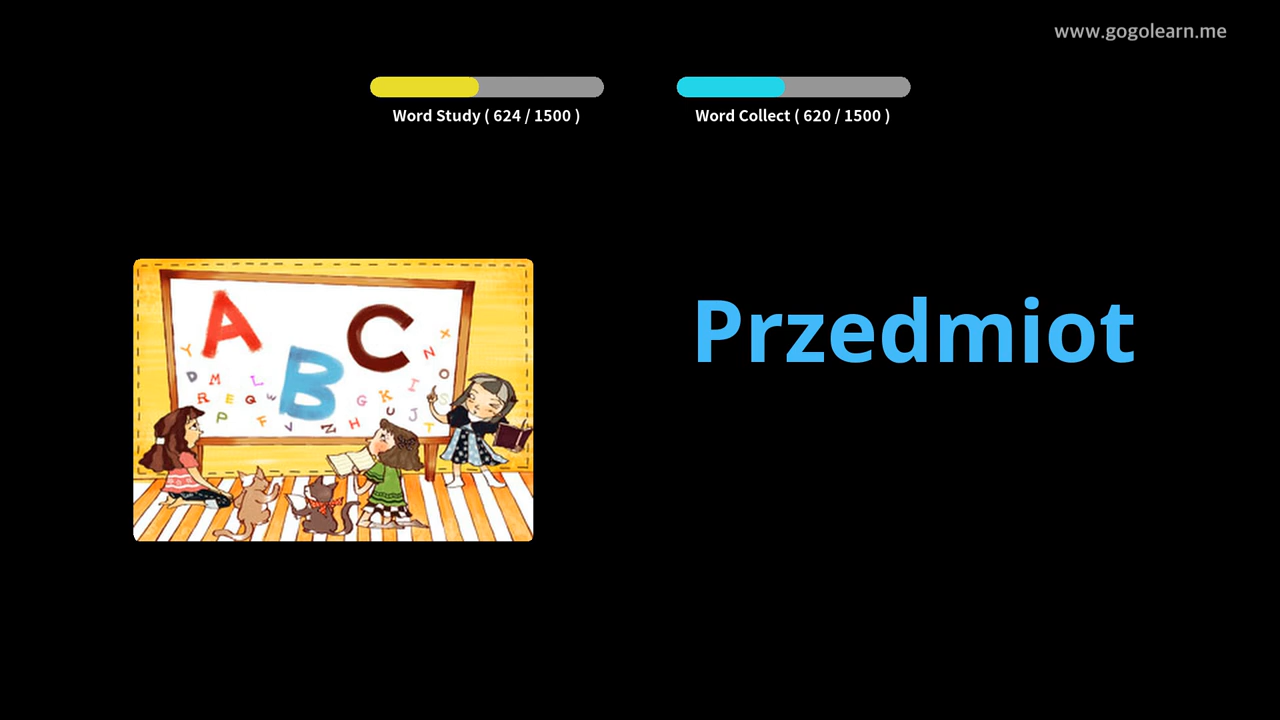 www.gogolearn.me
Word Study ( 624 / 1500 )
Word Collect ( 620 / 1500 )
A
B
C
Y
X
N
D M L
I
O
R E Q W
G K
S
P
F
V
Z
H
U
J
T
Przedmiot